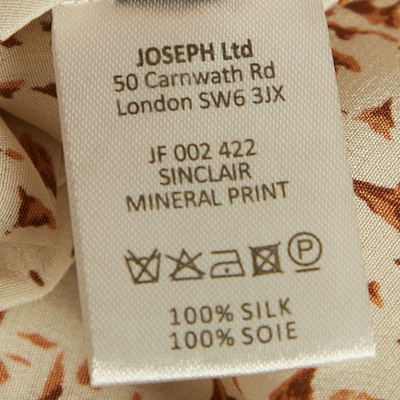 JOSEPH Ltd
50 Carnwath Rd
London SW6 3JX
JF 002 422
SINCLAIR
MINERAL PRINT
P
100% SILK
100% SOIE